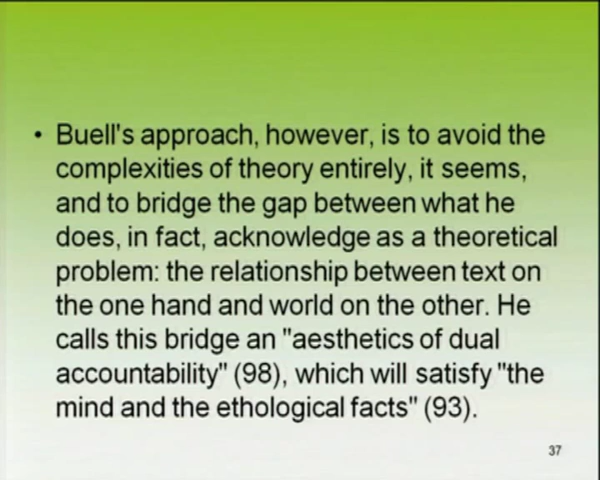 • Buell's approach, however, is to avoid the
complexities of theory entirely, it seems,
and to bridge the gap between what he
does, in fact, acknowledge as a theoretical
problem: the relationship between text on
the one hand and world on the other. He
calls this bridge an "aesthetics of dual
accountability" (98), which will satisfy "the
mind and the ethological facts" (93).
37